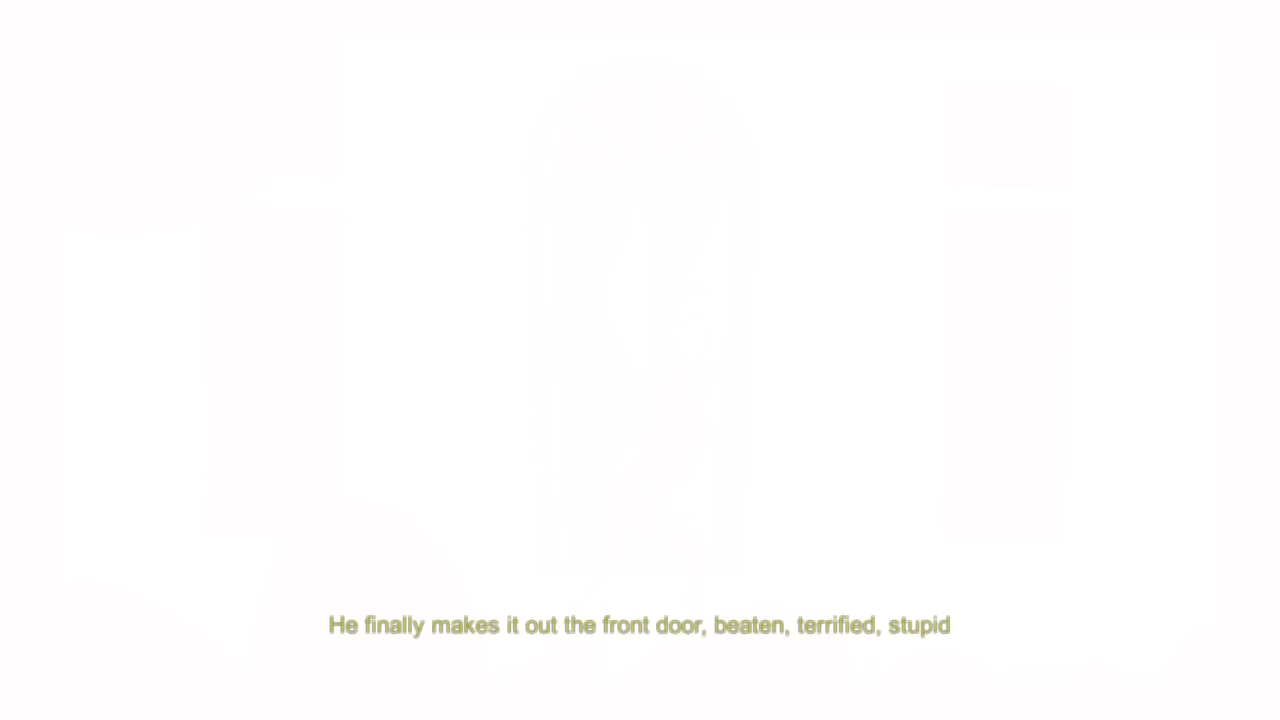 He finally makes it out the front door, beaten, terrified, stupid